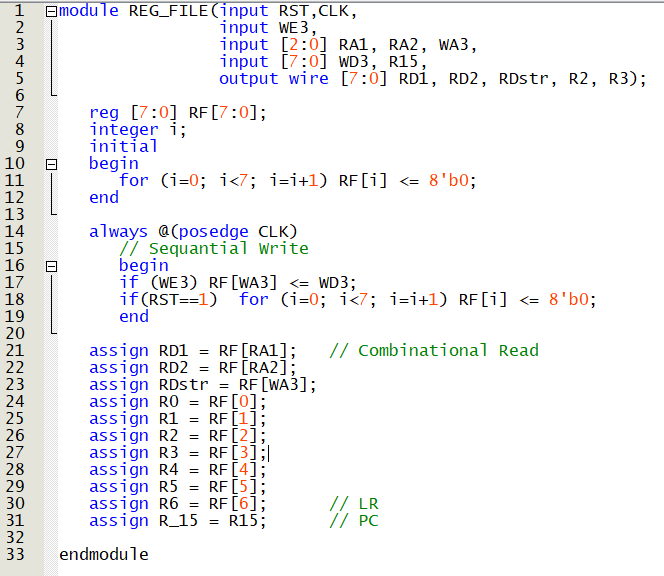 1 module REG_FILE(input RST,CLK,
2 input WE3,
3 input [2:0] RA1, RA2, WA3,
4 input [7:0] WD3, R15,
5 output wire [7:0] RD1, RD2, RDstr, R2, R3);
6
7 reg [7:0] RF[7:0];
8 integer i;
9 initial
10 begin
11 for (i=0; i<7; i=i+1) RF[i] <= 8'b0;
12 end
13
14 always @(posedge CLK)
15 // Sequantial Write
16 begin
17 if (WE3) RF[WA3] <= WD3;
18 if(RST==1) for (i=0; i<7; i=i+1) RF[i] <= 8'b0;
19 end
20
21 assign RD1 = RF[RA1]; // Combinational Read
22 assign RD2 = RF[RA2];
23 assign RDstr = RF[WA3];
24 assign R0 = RF[0];
25 assign R1 = RF[1];
26 assign R2 = RF[2];
27 assign R3 = RF[3];
28 assign R4 = RF[4];
29 assign R5 = RF[5];
30 assign R6 = RF[6]; // LR
31 assign R_15 = R15; // PC
32
33 endmodule